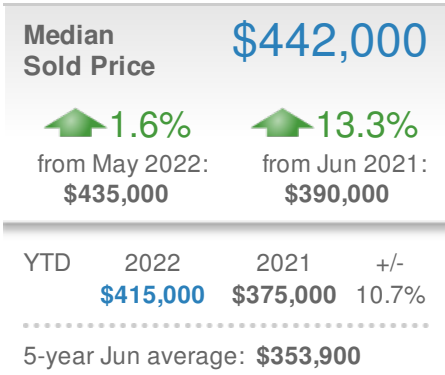 Median $442,000
Sold Price
1.6% 13.3%
from May 2022: from Jun 2021:
$435,000 $390,000
YTD 2022 2021 +/-
$415,000 $375,000 10.7%
5-year Jun average: $353,900